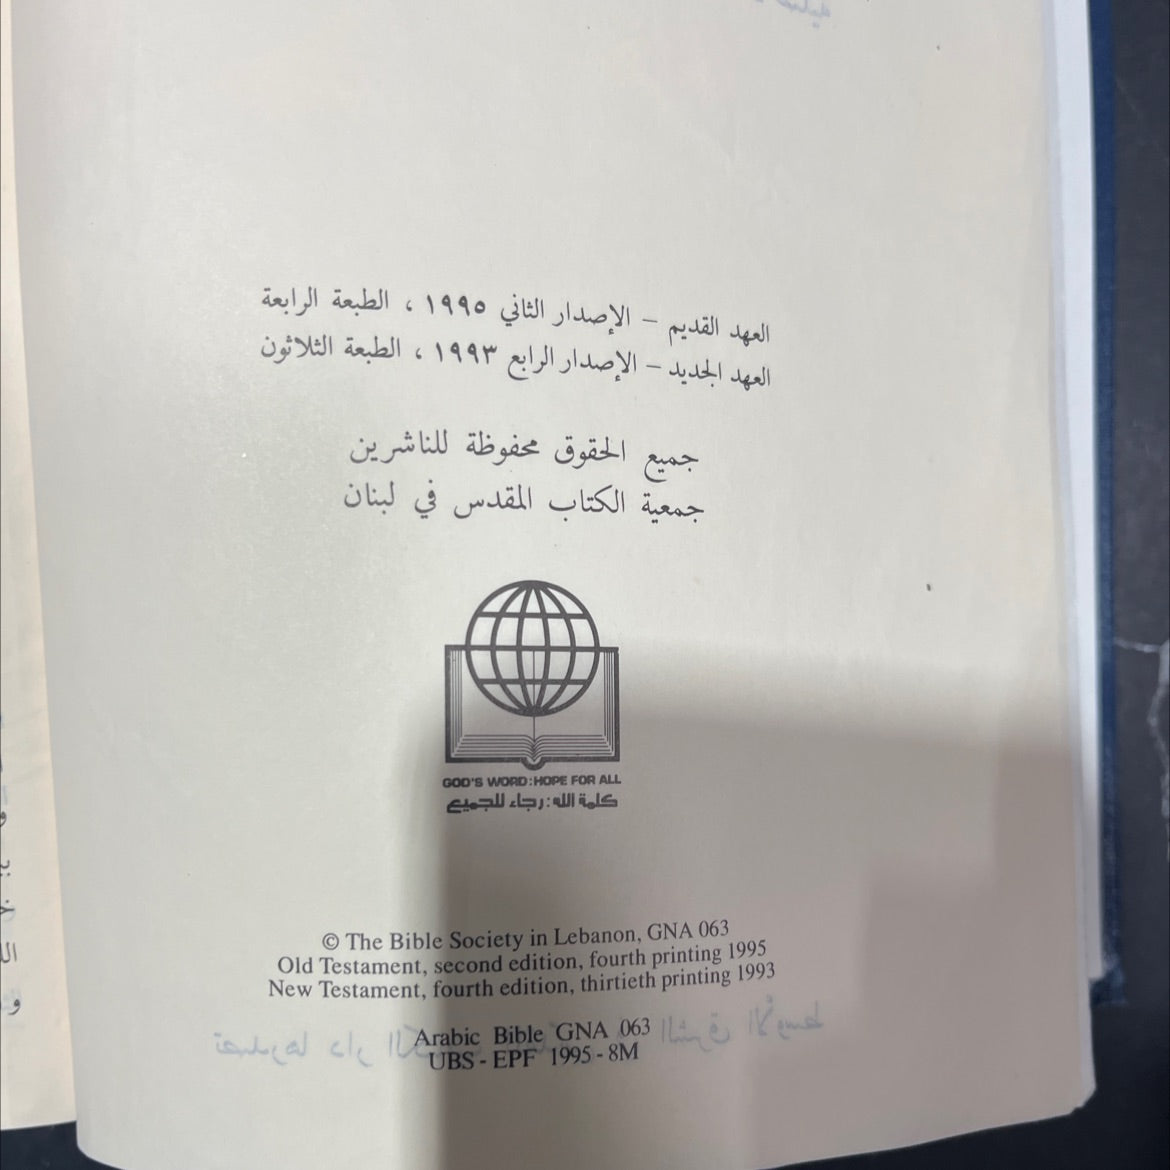 العهد القديم – الإصدار الثاني ١٩٩٥ ، الطبعة الرابعة
العهد الجديد – الإصدار الرابع ١٩٩٣ ، الطبعة الثلاثون
جميع الحقوق محفوظة للناشرين
جمعية الكتاب المقدس في لبنان
GOD'S WORD:HOPE FOR ALL
كلمة الله:رجاء للجميع
© The Bible Society in Lebanon, GNA 063
Old Testament, second edition, fourth printing 1995
New Testament, fourth edition, thirtieth printing 1993
Arabic Bible GNA 063
UBS - EPF 1995 - 8M